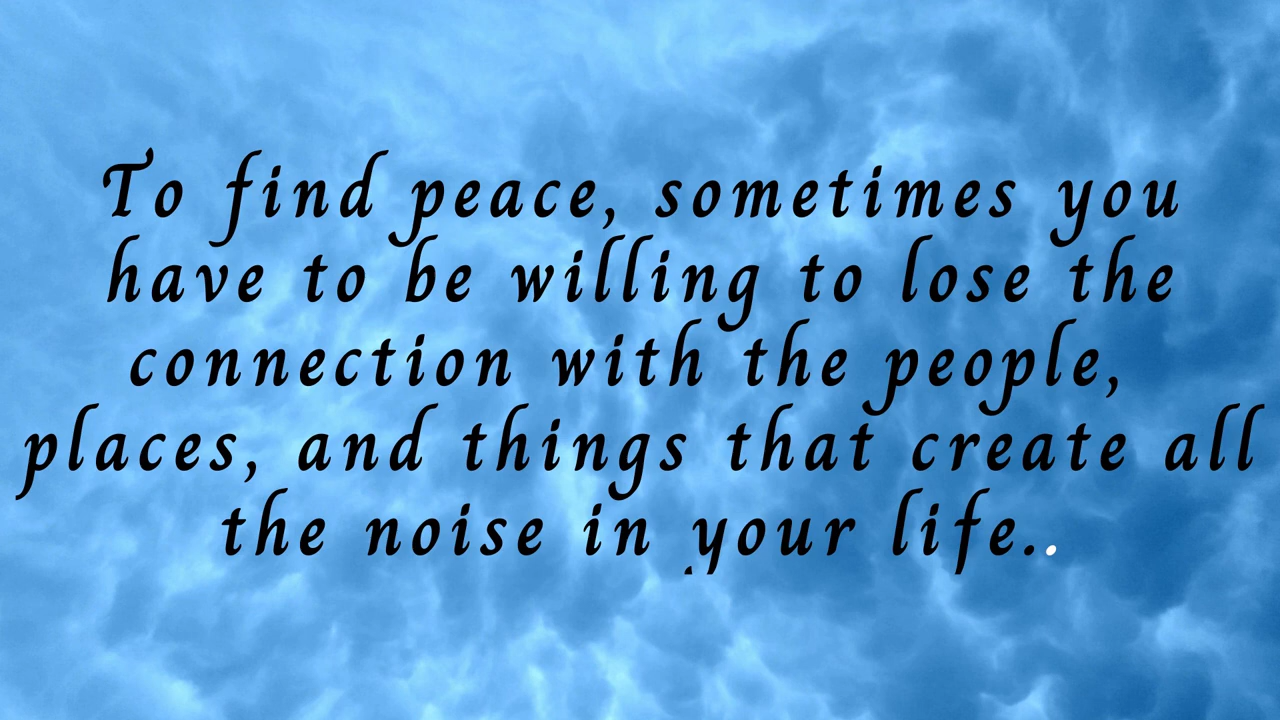 To find peace, sometimes you
have to be willing to lose the
connection with the people,
places, and things that create all
the noise in your life..